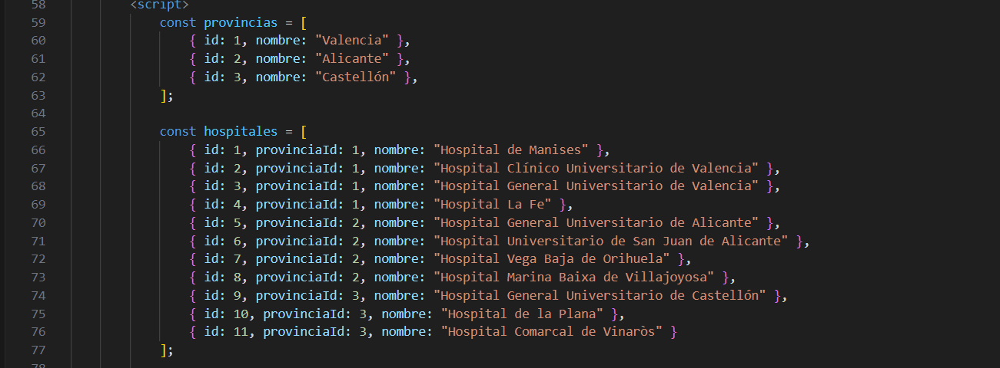 58 <script>
59 const provincias = [
60 { id: 1, nombre: "Valencia" },
61 { id: 2, nombre: "Alicante" },
62 { id: 3, nombre: "Castellón" },
63 ];
64
65 const hospitales = [
66 { id: 1, provinciaId: 1, nombre: "Hospital de Manises" },
67 { id: 2, provinciaId: 1, nombre: "Hospital Clínico Universitario de Valencia" },
68 { id: 3, provinciaId: 1, nombre: "Hospital General Universitario de Valencia" },
69 { id: 4, provinciaId: 1, nombre: "Hospital La Fe" },
70 { id: 5, provinciaId: 2, nombre: "Hospital General Universitario de Alicante" },
71 { id: 6, provinciaId: 2, nombre: "Hospital Universitario de San Juan de Alicante" },
72 { id: 7, provinciaId: 2, nombre: "Hospital Vega Baja de Orihuela" },
73 { id: 8, provinciaId: 2, nombre: "Hospital Marina Baixa de Villajoyosa" },
74 { id: 9, provinciaId: 3, nombre: "Hospital General Universitario de Castellón" },
75 { id: 10, provinciaId: 3, nombre: "Hospital de la Plana" },
76 { id: 11, provinciaId: 3, nombre: "Hospital Comarcal de Vinaròs" }
77 ];
78